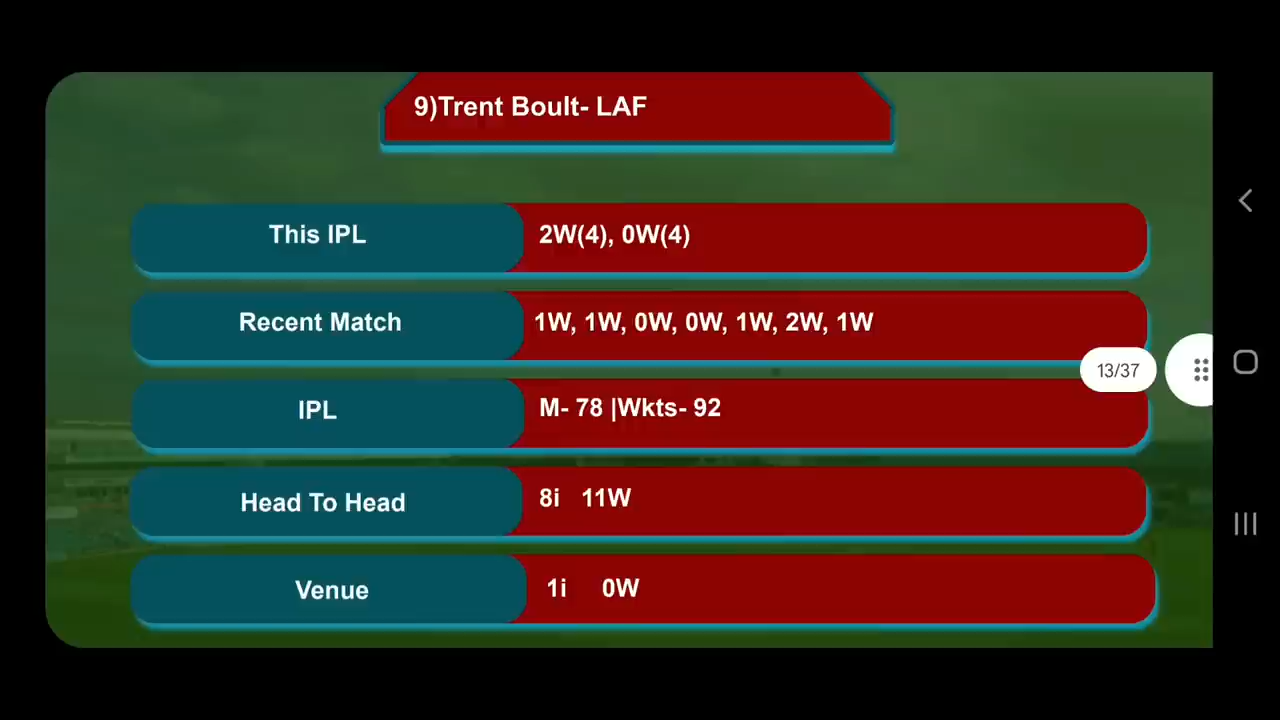 9)Trent Boult- LAF
This IPL 2W(4), 0W(4)
Recent Match 1W, 1W, 0W, 0W, 1W, 2W, 1W
13/37
IPL M- 78 |Wkts- 92
Head To Head 8i 11W
Venue 1i 0W